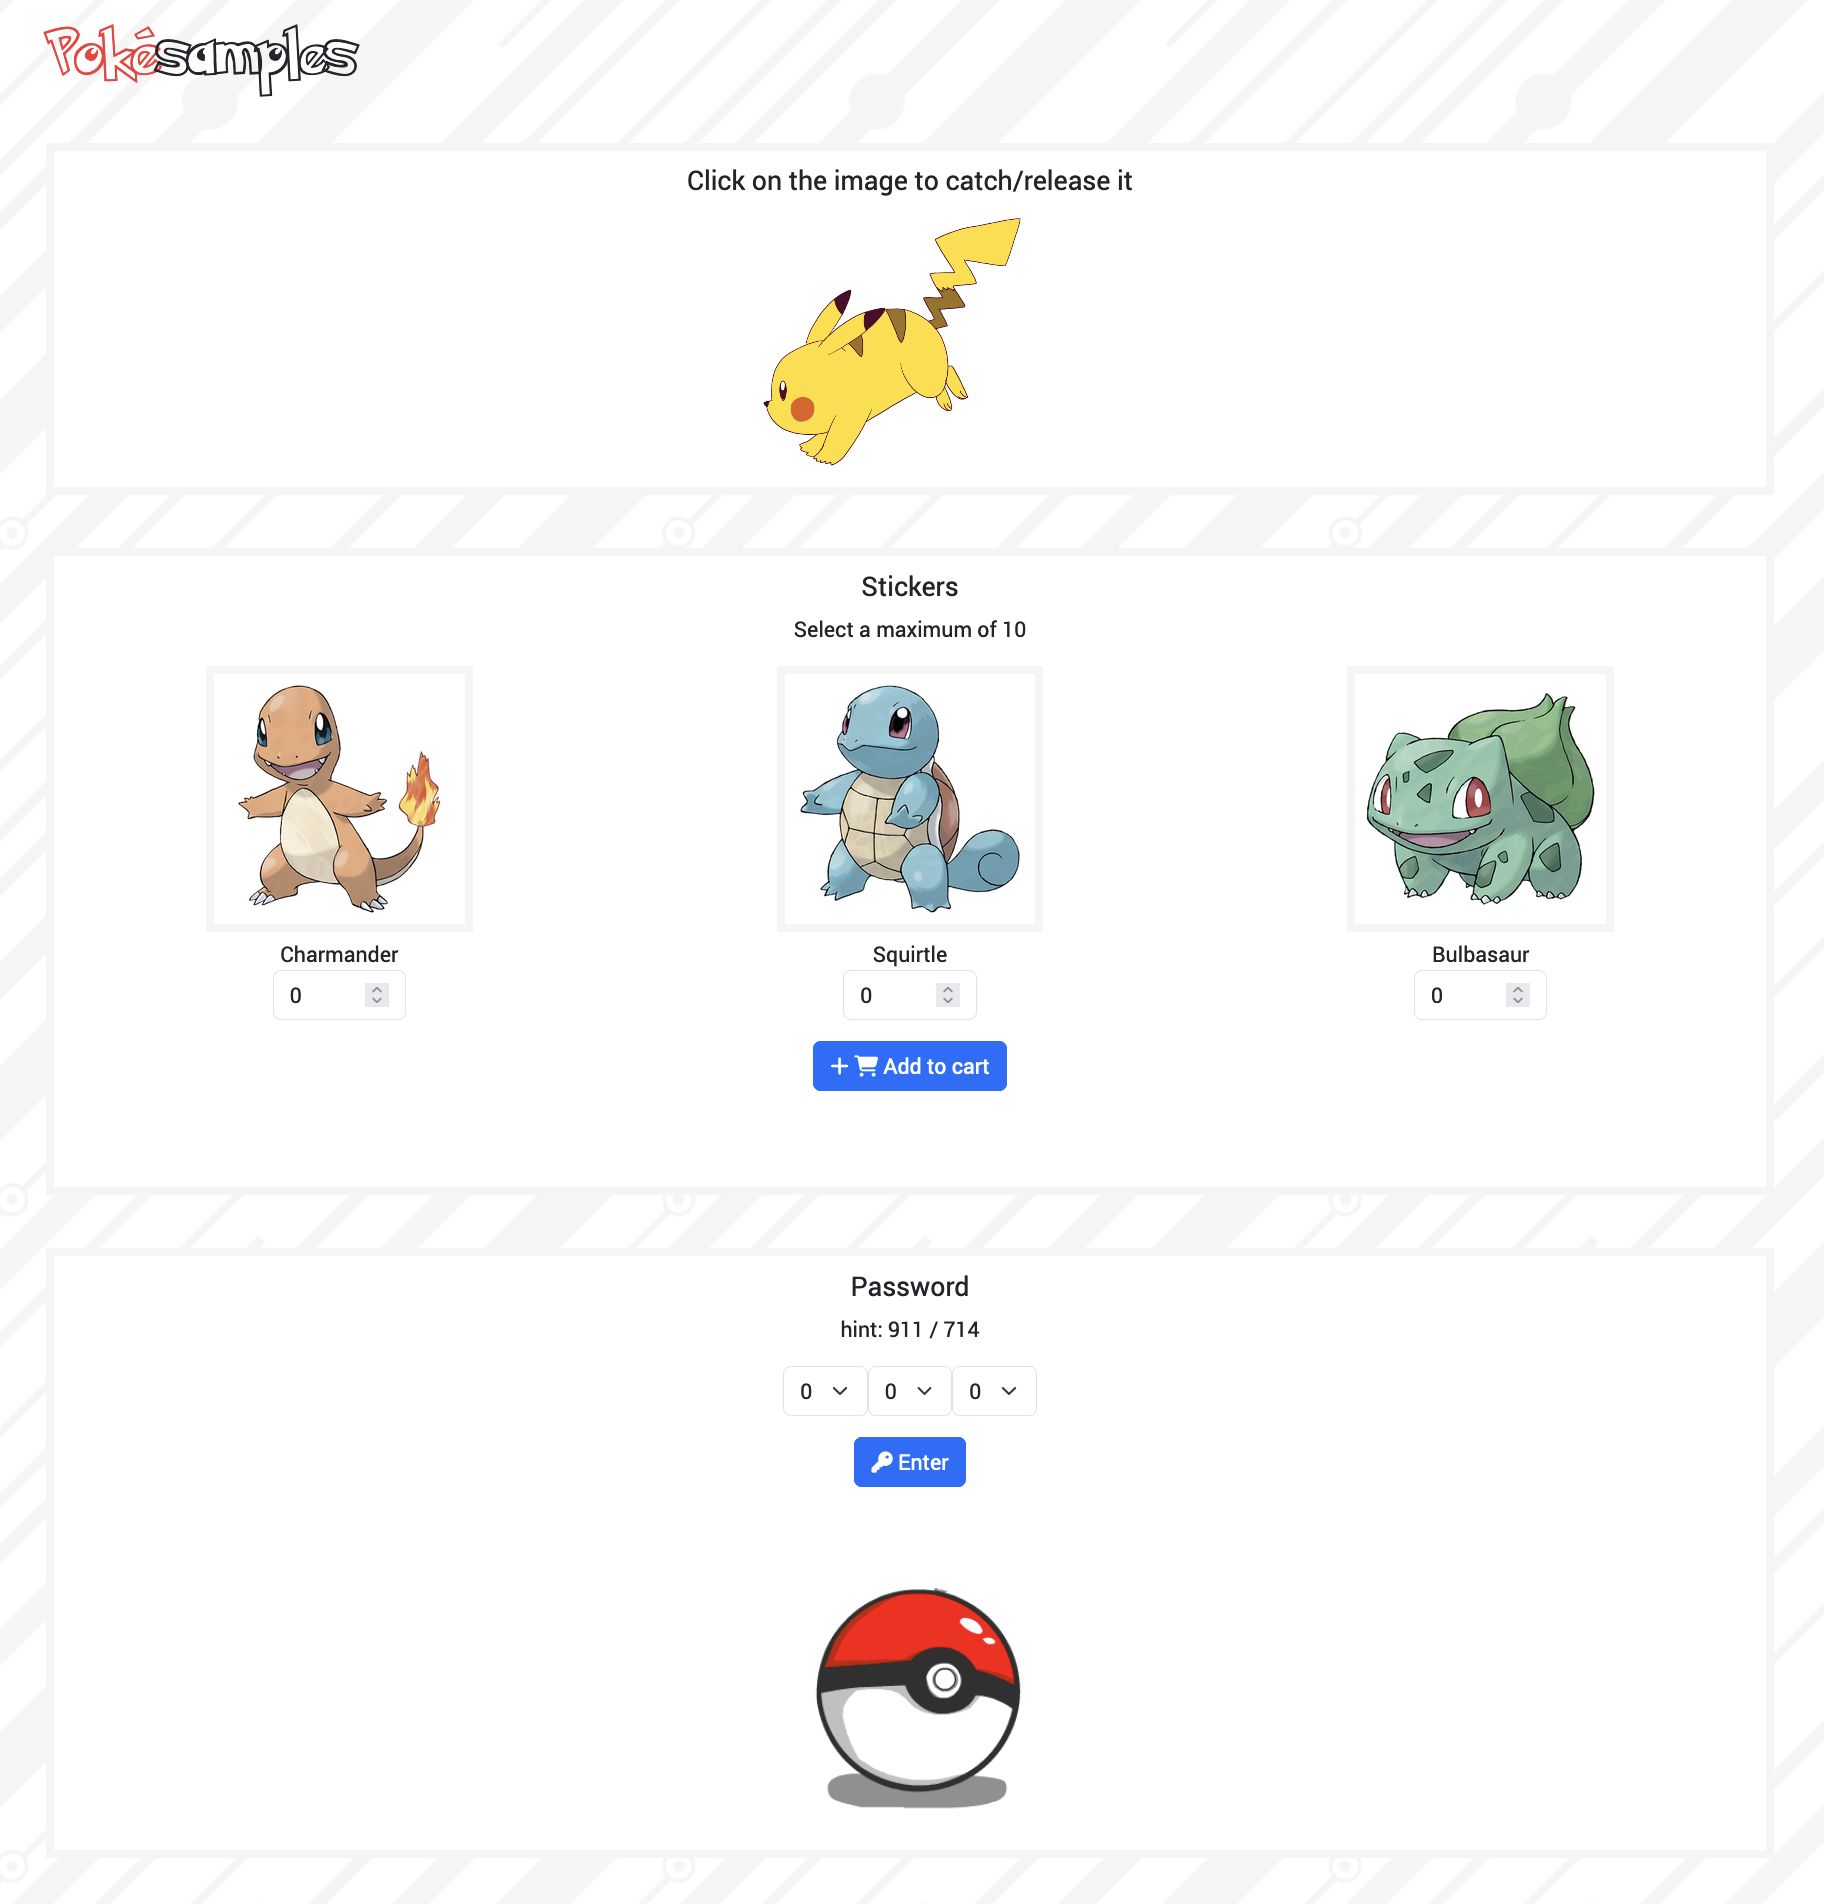 Pokésamples
Click on the image to catch/release it
Stickers
Select a maximum of 10
Charmander
Squirtle
Bulbasaur
0
0
0
Add to cart
Password
hint: 911 / 714
0 0 0
Enter